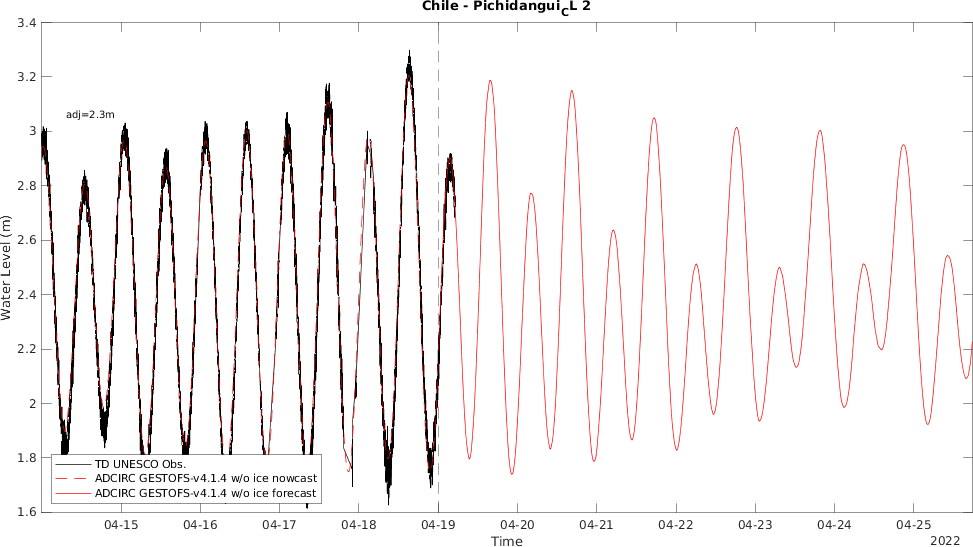 Chile - Pichidangui_CL 2
adj=2.3m
Water Level (m)
3.4
3.2
3
2.8
2.6
2.4
2.2
2
1.8
1.6
TD UNESCO Obs.
ADCIRC GESTOFS-v4.1.4 w/o ice nowcast
ADCIRC GESTOFS-v4.1.4 w/o ice forecast
04-15 04-16 04-17 04-18 04-19 04-20 04-21 04-22 04-23 04-24 04-25
Time
2022